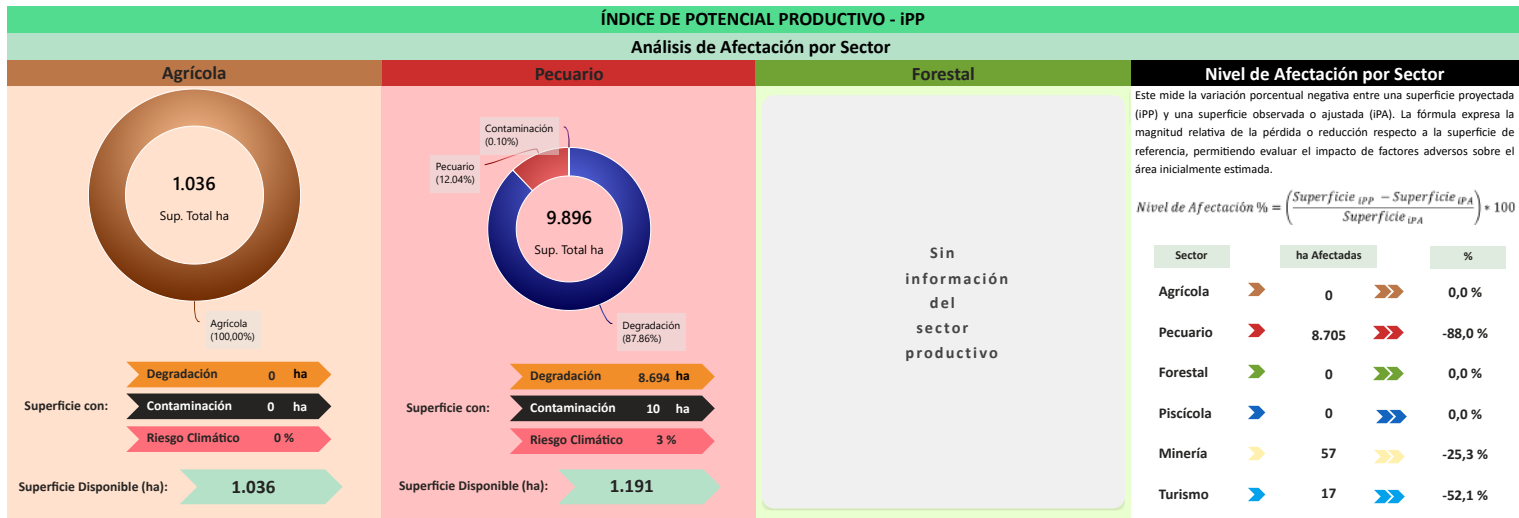 ÍNDICE DE POTENCIAL PRODUCTIVO - iPP
Análisis de Afectación por Sector
Agrícola
1.036
Sup. Total ha
Agrícola
(100,00%)
Degradación 0 ha
Superficie con: Contaminación 0 ha
Riesgo Climático 0 %
Superficie Disponible (ha): 1.036
Pecuario
Contaminación
(0.10%)
Pecuario
(12.04%)
9.896
Sup. Total ha
Degradación
(87.86%)
Degradación 8.694 ha
Superficie con: Contaminación 10 ha
Riesgo Climático 3 %
Superficie Disponible (ha): 1.191
Forestal
Sin
información
del
sector
productivo
Nivel de Afectación por Sector
Este mide la variación porcentual negativa entre una superficie proyectada
(iPP) y una superficie observada o ajustada (iPA). La fórmula expresa la
magnitud relativa de la pérdida o reducción respecto a la superficie de
referencia, permitiendo evaluar el impacto de factores adversos sobre el
área inicialmente estimada.
Nivel de Afectación % = (Superficie iPP − Superficie iPA / Superficie iPA) * 100
Sector ha Afectadas %
Agrícola 0 0,0 %
Pecuario 8.705 -88,0 %
Forestal 0 0,0 %
Piscícola 0 0,0 %
Minería 57 -25,3 %
Turismo 17 -52,1 %